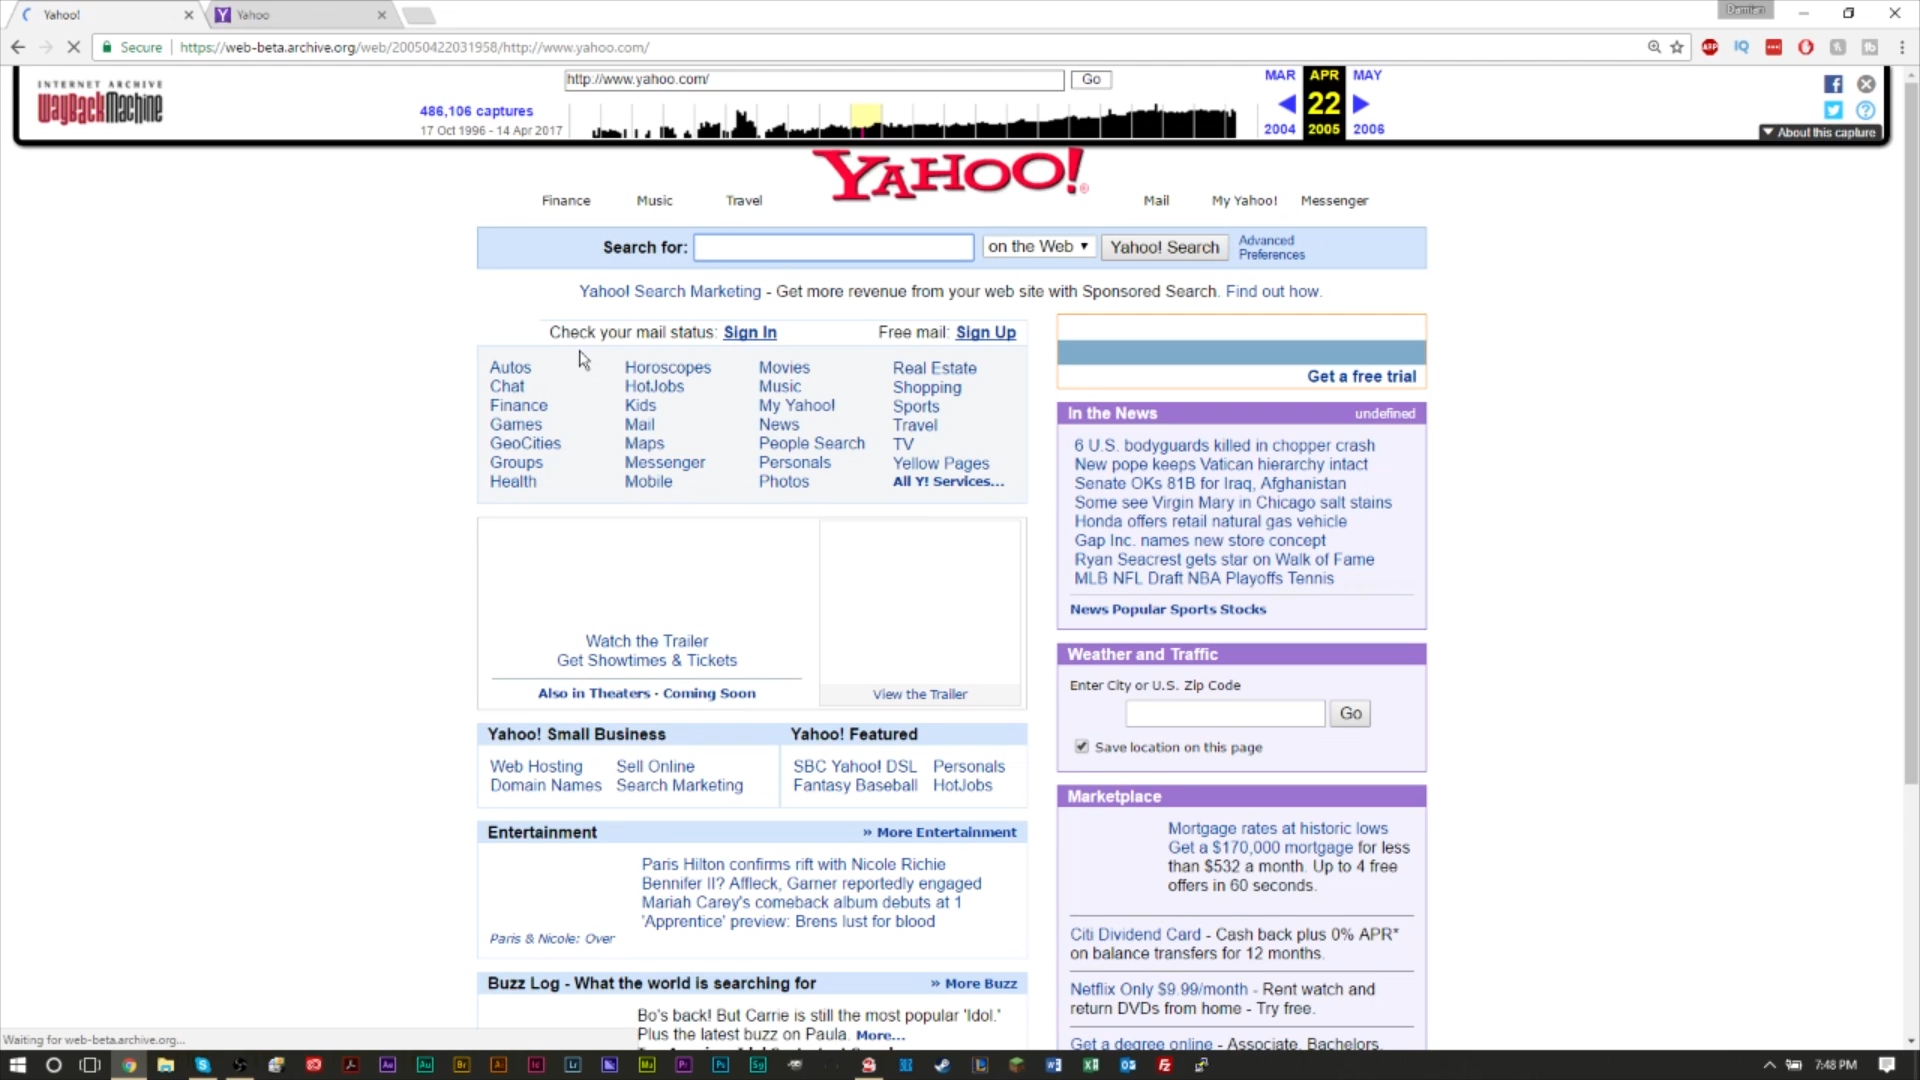 Yahoo!
Yahoo
Damien
Secure
https://web-beta.archive.org/web/20050422031958/http://www.yahoo.com/
ABP
IQ
INTERNET ARCHIVE
WayBackMachine
http://www.yahoo.com/
Go
486,106 captures
17 Oct 1996 - 14 Apr 2017
MAR APR MAY
22
2004 2005 2006
About this capture
YAHOO!
Finance Music Travel
Mail My Yahoo! Messenger
Search for:
on the Web
Yahoo! Search
Advanced
Preferences
Yahoo! Search Marketing - Get more revenue from your web site with Sponsored Search. Find out how.
Check your mail status: Sign In
Free mail: Sign Up
Autos Horoscopes Movies Real Estate
Chat HotJobs Music Shopping
Finance Kids My Yahoo! Sports
Games Mail News Travel
GeoCities Maps People Search TV
Groups Messenger Personals Yellow Pages
Health Mobile Photos All Y! Services...
Watch the Trailer
Get Showtimes & Tickets
Also in Theaters · Coming Soon
View the Trailer
Yahoo! Small Business
Web Hosting Sell Online
Domain Names Search Marketing
Yahoo! Featured
SBC Yahoo! DSL Personals
Fantasy Baseball HotJobs
Entertainment
» More Entertainment
Paris Hilton confirms rift with Nicole Richie
Bennifer II? Affleck, Garner reportedly engaged
Mariah Carey's comeback album debuts at 1
'Apprentice' preview: Brens lust for blood
Paris & Nicole: Over
Buzz Log - What the world is searching for
» More Buzz
Bo's back! But Carrie is still the most popular 'Idol.'
Plus the latest buzz on Paula. More...
Get a free trial
In the News
undefined
6 U.S. bodyguards killed in chopper crash
New pope keeps Vatican hierarchy intact
Senate OKs 81B for Iraq, Afghanistan
Some see Virgin Mary in Chicago salt stains
Honda offers retail natural gas vehicle
Gap Inc. names new store concept
Ryan Seacrest gets star on Walk of Fame
MLB NFL Draft NBA Playoffs Tennis
News Popular Sports Stocks
Weather and Traffic
Enter City or U.S. Zip Code
Go
Save location on this page
Marketplace
Mortgage rates at historic lows
Get a $170,000 mortgage for less
than $532 a month. Up to 4 free
offers in 60 seconds.
Citi Dividend Card - Cash back plus 0% APR*
on balance transfers for 12 months.
Netflix Only $9.99/month - Rent watch and
return DVDs from home - Try free.
Get a degree online - Associate, Bachelors,
Waiting for web-beta.archive.org...
7:48 PM